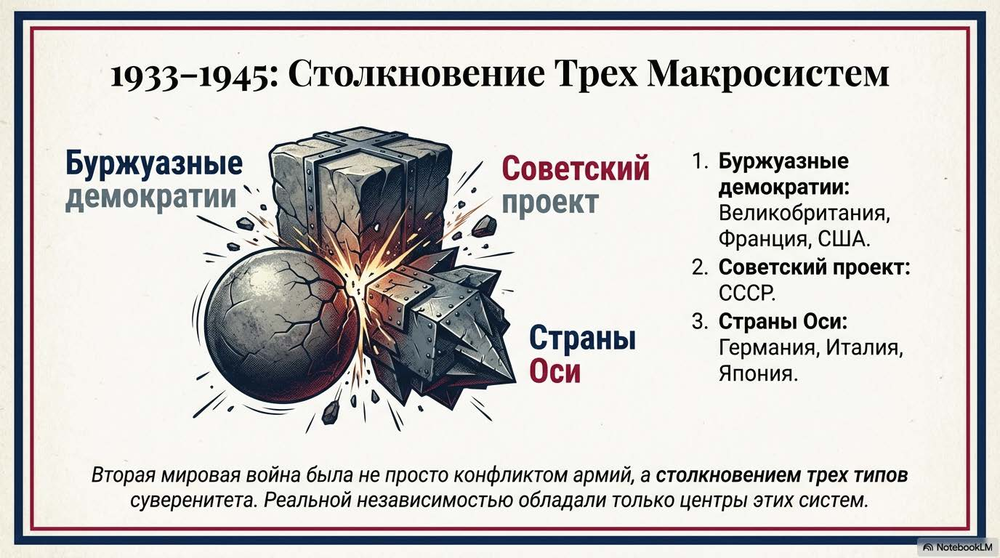 1933–1945: Столкновение Трех Макросистем
Буржуазные
демократии
Советский
проект
Страны
Оси
1. Буржуазные
демократии:
Великобритания,
Франция, США.
2. Советский проект:
СССР.
3. Страны Оси:
Германия, Италия,
Япония.
Вторая мировая война была не просто конфликтом армий, а столкновением трех типов
суверенитета. Реальной независимостью обладали только центры этих систем.
NotebookLM